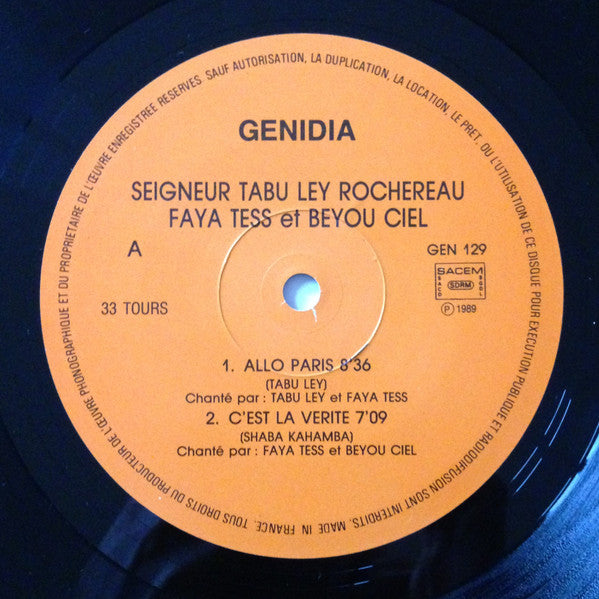 GENIDIA
SEIGNEUR TABU LEY ROCHEREAU
FAYA TESS et BEYOU CIEL
A
GEN 129
SACEM
SACD
SDRM
SGDL
33 TOURS
℗ 1989
1. ALLO PARIS 8'36
(TABU LEY)
Chanté par : TABU LEY et FAYA TESS
2. C'EST LA VERITE 7'09
(SHABA KAHAMBA)
Chanté par : FAYA TESS et BEYOU CIEL
TOUS DROITS DU PRODUCTEUR DE L'ŒUVRE PHONOGRAPHIQUE ET DU PROPRIETAIRE DE L'ŒUVRE ENREGISTREE RESERVES. SAUF AUTORISATION, LA DUPLICATION, LA LOCATION, LE PRET, OU L'UTILISATION DE CE DISQUE POUR EXECUTION PUBLIQUE ET RADIODIFFUSION SONT INTERDITS. MADE IN FRANCE.